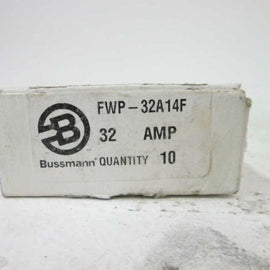 FWP-32A14F
B
32 AMP
Bussmann® QUANTITY 10